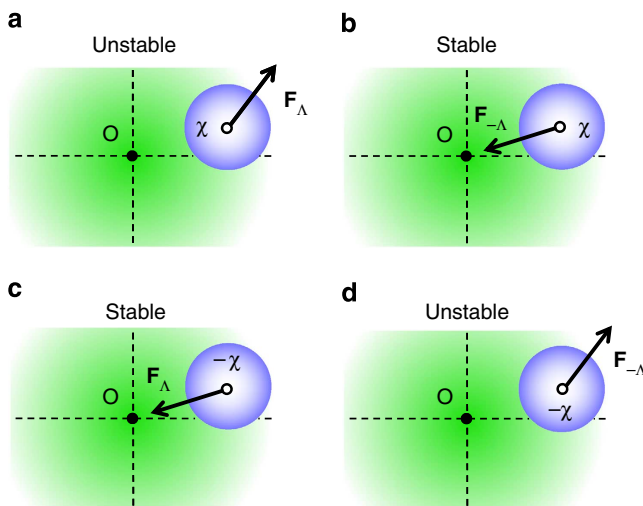 a
Unstable
F_Λ
O
χ
b
Stable
F_−Λ
O
χ
c
Stable
−χ
F_Λ
O
d
Unstable
F_−Λ
O
−χ